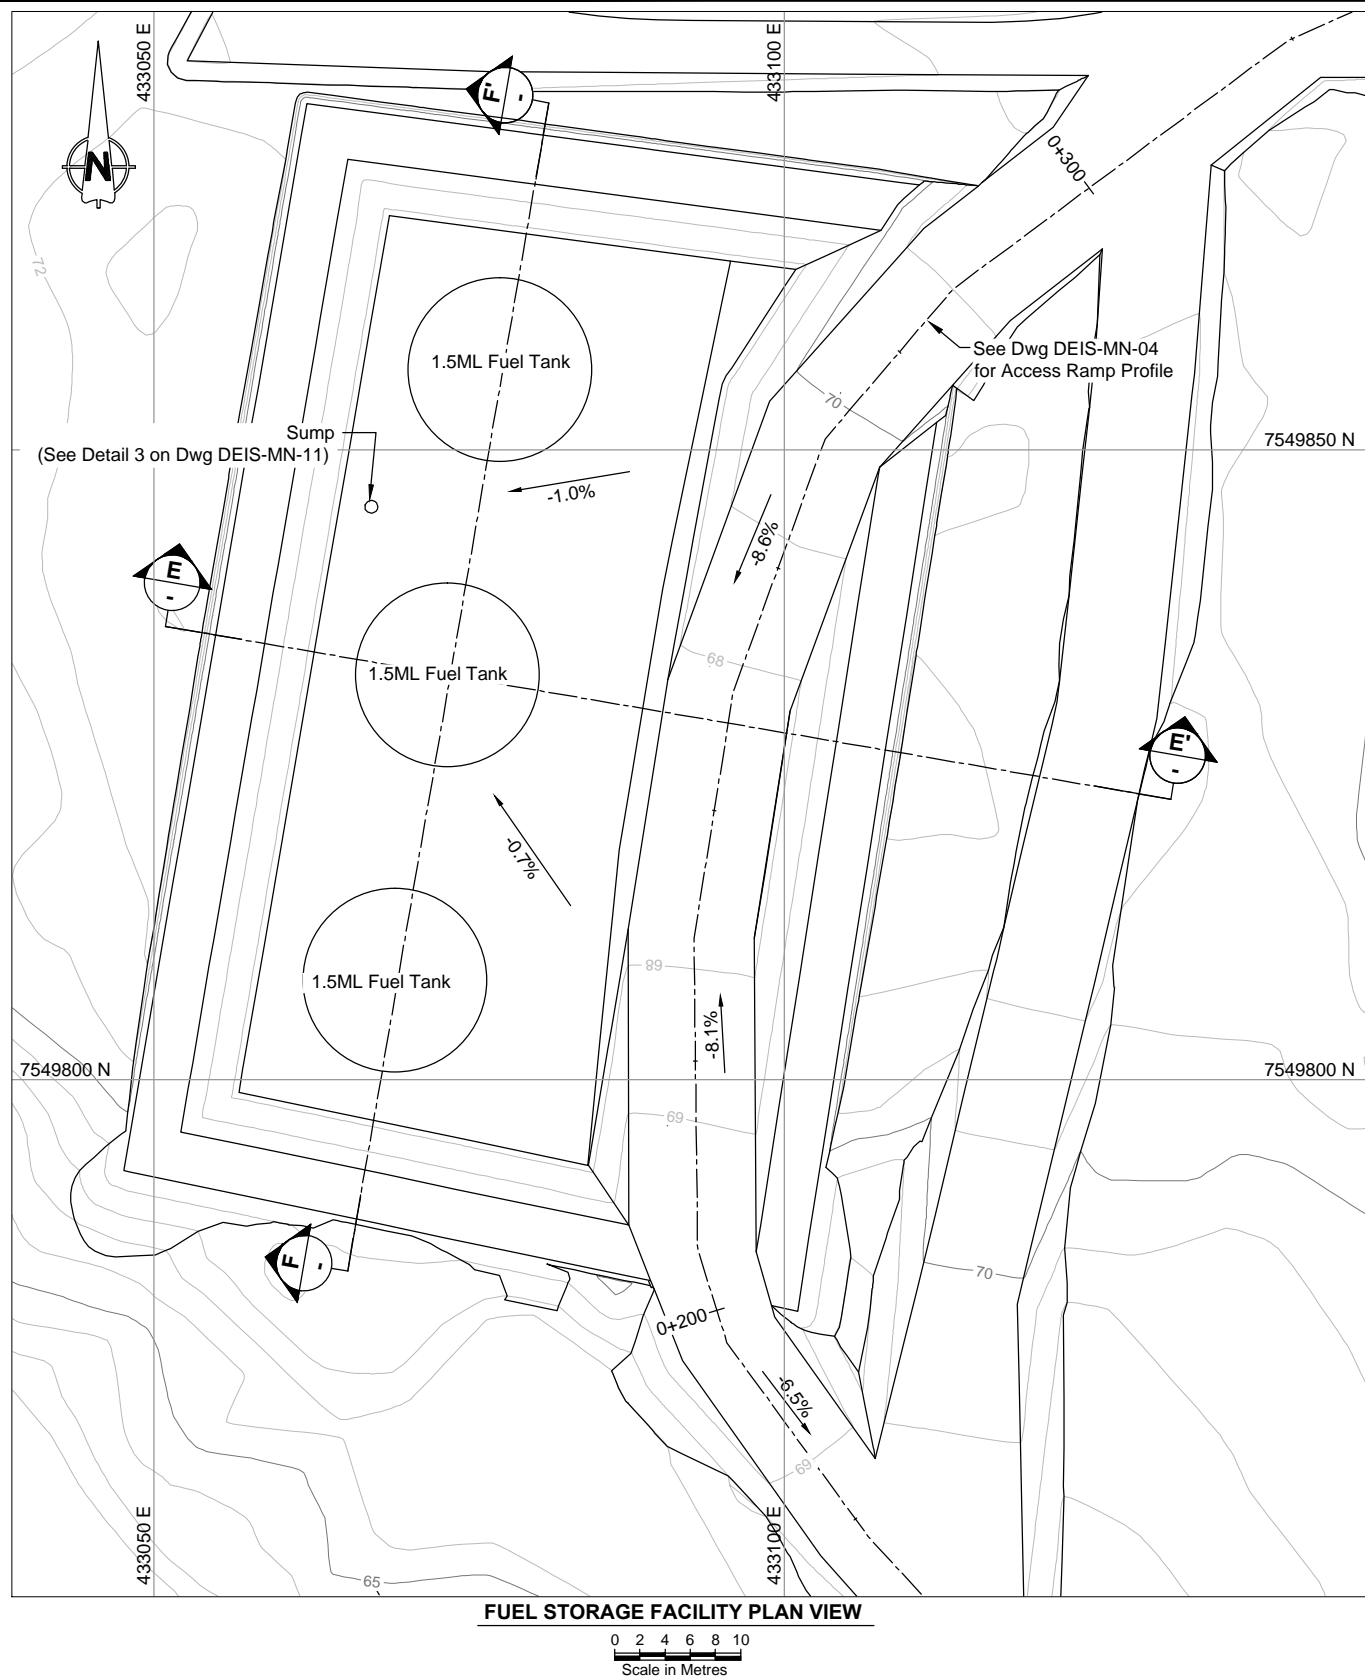 433050 E
433100 E
F'
-
N
0+300
72
1.5ML Fuel Tank
See Dwg DEIS-MN-04
for Access Ramp Profile
70
Sump
(See Detail 3 on Dwg DEIS-MN-11)
7549850 N
-1.0%
-8.6%
E
-
68
1.5ML Fuel Tank
E'
-
-0.7%
68
1.5ML Fuel Tank
-8.1%
7549800 N
7549800 N
69
F
-
70
0+200
-6.5%
69
433050 E
433100 E
65
FUEL STORAGE FACILITY PLAN VIEW
0 2 4 6 8 10
Scale in Metres